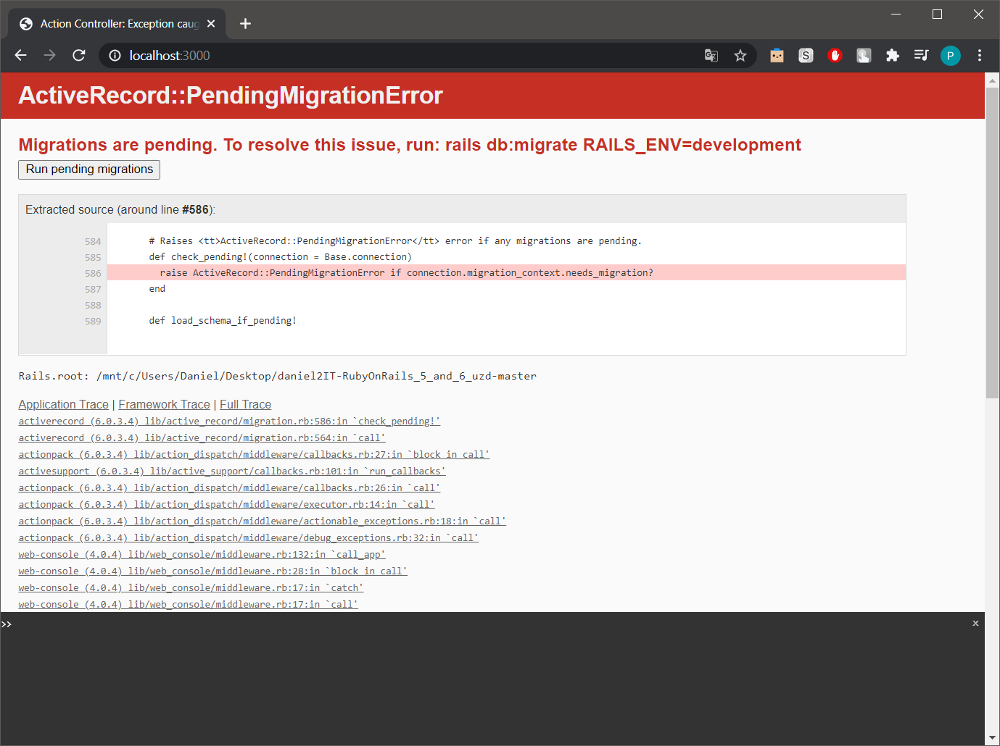 Action Controller: Exception caug
localhost:3000
S
P
ActiveRecord::PendingMigrationError
Migrations are pending. To resolve this issue, run: rails db:migrate RAILS_ENV=development
Run pending migrations
Extracted source (around line #586):
584 # Raises <tt>ActiveRecord::PendingMigrationError</tt> error if any migrations are pending.
585 def check_pending!(connection = Base.connection)
586 raise ActiveRecord::PendingMigrationError if connection.migration_context.needs_migration?
587 end
588
589 def load_schema_if_pending!
Rails.root: /mnt/c/Users/Daniel/Desktop/daniel2IT-RubyOnRails_5_and_6_uzd-master
Application Trace | Framework Trace | Full Trace
activerecord (6.0.3.4) lib/active_record/migration.rb:586:in `check_pending!'
activerecord (6.0.3.4) lib/active_record/migration.rb:564:in `call'
actionpack (6.0.3.4) lib/action_dispatch/middleware/callbacks.rb:27:in `block in call'
activesupport (6.0.3.4) lib/active_support/callbacks.rb:101:in `run_callbacks'
actionpack (6.0.3.4) lib/action_dispatch/middleware/callbacks.rb:26:in `call'
actionpack (6.0.3.4) lib/action_dispatch/middleware/executor.rb:14:in `call'
actionpack (6.0.3.4) lib/action_dispatch/middleware/actionable_exceptions.rb:18:in `call'
actionpack (6.0.3.4) lib/action_dispatch/middleware/debug_exceptions.rb:32:in `call'
web-console (4.0.4) lib/web_console/middleware.rb:132:in `call_app'
web-console (4.0.4) lib/web_console/middleware.rb:28:in `block in call'
web-console (4.0.4) lib/web_console/middleware.rb:17:in `catch'
web-console (4.0.4) lib/web_console/middleware.rb:17:in `call'
>> x